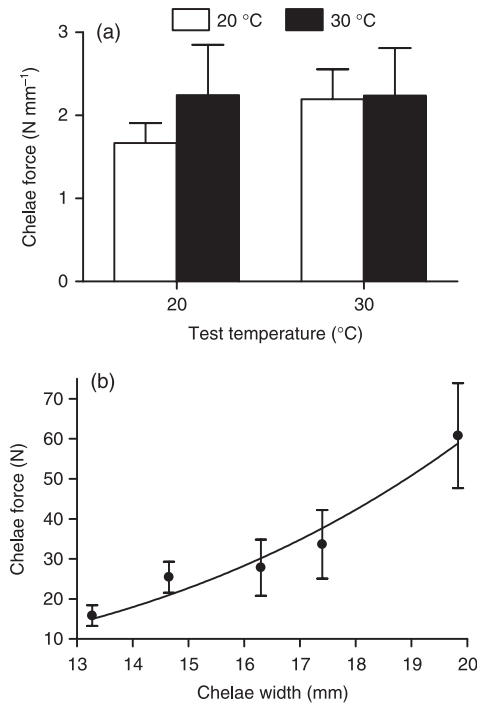 (a)
20 °C
30 °C
Chelae force (N mm⁻¹)
3
2
1
0
20
30
Test temperature (°C)
(b)
Chelae force (N)
70
60
50
40
30
20
10
13 14 15 16 17 18 19 20
Chelae width (mm)